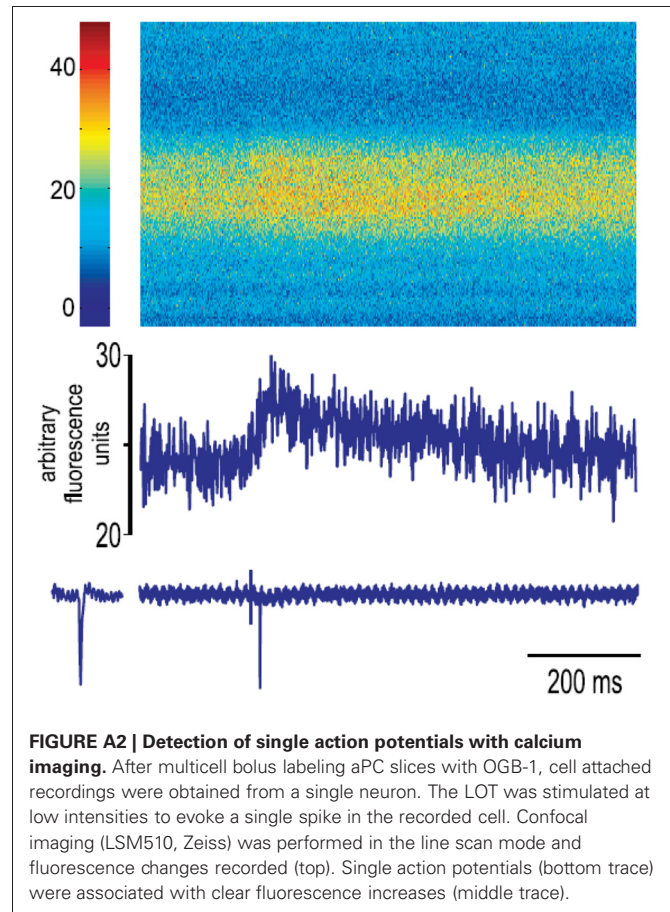 40
20
0
30
arbitrary
fluorescence
units
20
200 ms
FIGURE A2 | Detection of single action potentials with calcium
imaging. After multicell bolus labeling aPC slices with OGB-1, cell attached
recordings were obtained from a single neuron. The LOT was stimulated at
low intensities to evoke a single spike in the recorded cell. Confocal
imaging (LSM510, Zeiss) was performed in the line scan mode and
fluorescence changes recorded (top). Single action potentials (bottom trace)
were associated with clear fluorescence increases (middle trace).